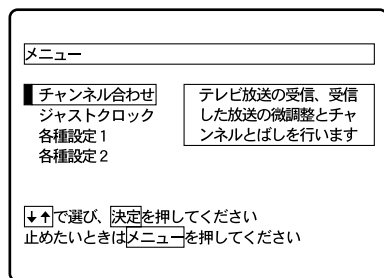 メニュー
チャンネル合わせ
ジャストクロック
各種設定1
各種設定2
テレビ放送の受信、受信
した放送の微調整とチャ
ンネルとばしを行います
↓↑で選び、決定を押してください
止めたいときはメニューを押してください